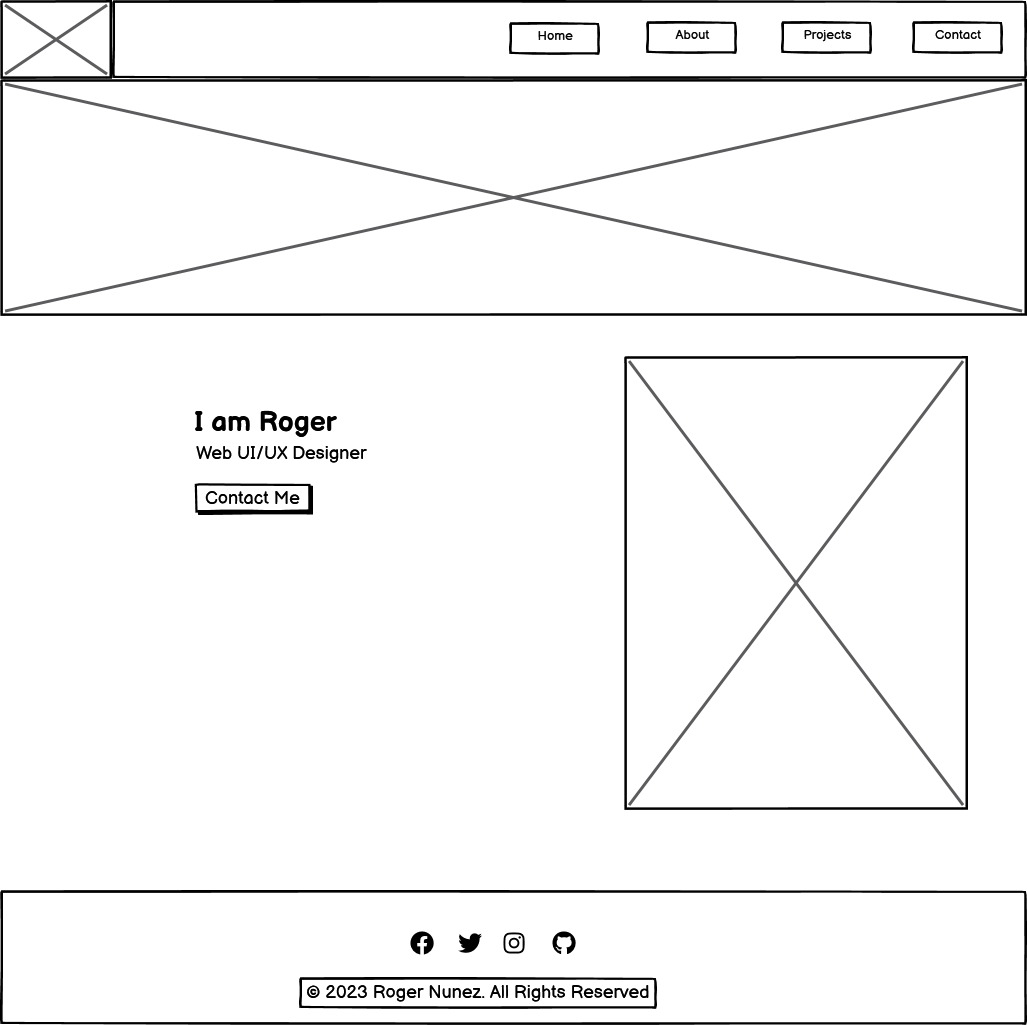 Home
About
Projects
Contact
I am Roger
Web UI/UX Designer
Contact Me
© 2023 Roger Nunez. All Rights Reserved